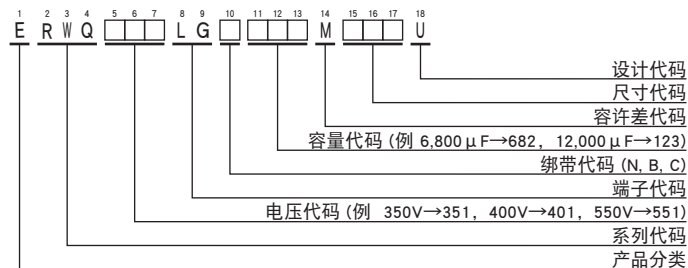 1 2 3 4 5 6 7 8 9 10 11 12 13 14 15 16 17 18
E R W Q □□□ L G □ □□□ M □□□ U
设计代码
尺寸代码
容许差代码
容量代码 (例 6,800μF→682, 12,000μF→123)
绑带代码 (N, B, C)
端子代码
电压代码 (例 350V→351, 400V→401, 550V→551)
系列代码
产品分类